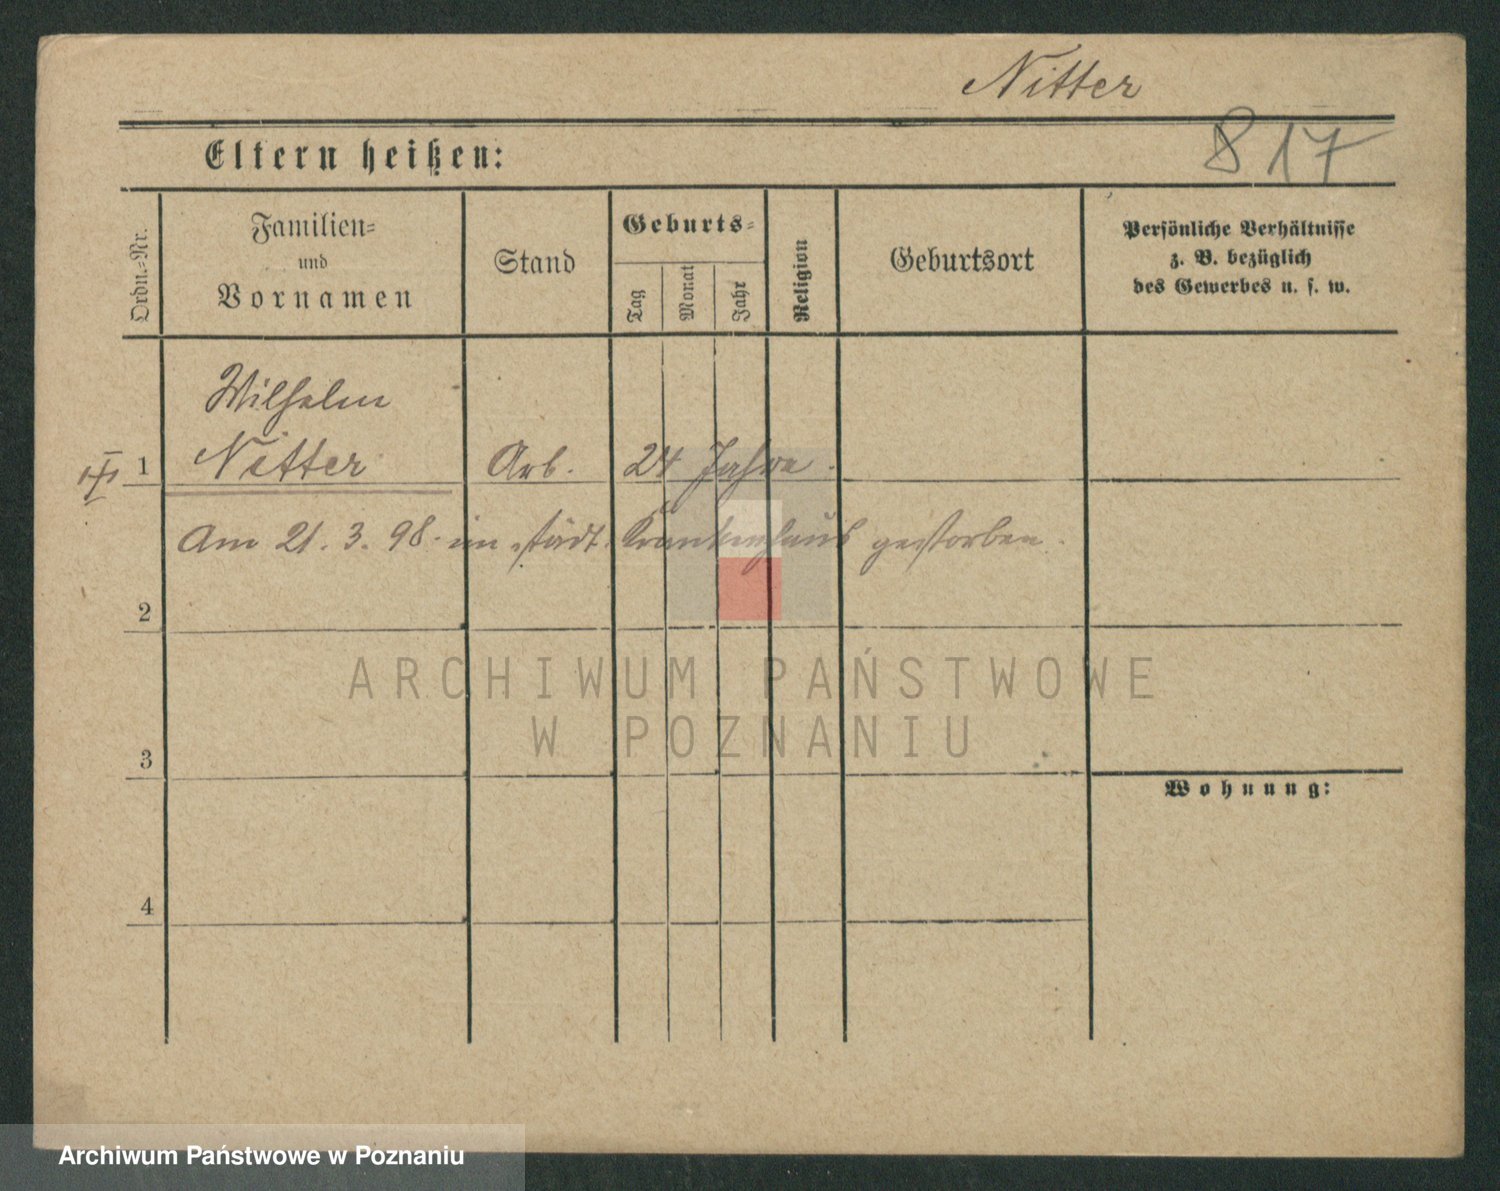 Nitter
817
Eltern heißen:
Ordn.-Nr.
Familien-
und
Vornamen
Stand
Geburts-
Tag
Monat
Jahr
Religion
Geburtsort
Persönliche Verhältnisse
z. B. bezüglich
des Gewerbes u. s. w.
Wilhelm
1 Nitter Arb. 24 Jahre.
Am 21. 3. 98. im städt. Krankenhaus gestorben.
2
ARCHIWUM PAŃSTWOWE
W POZNANIU
3
Wohnung:
4
Archiwum Państwowe w Poznaniu